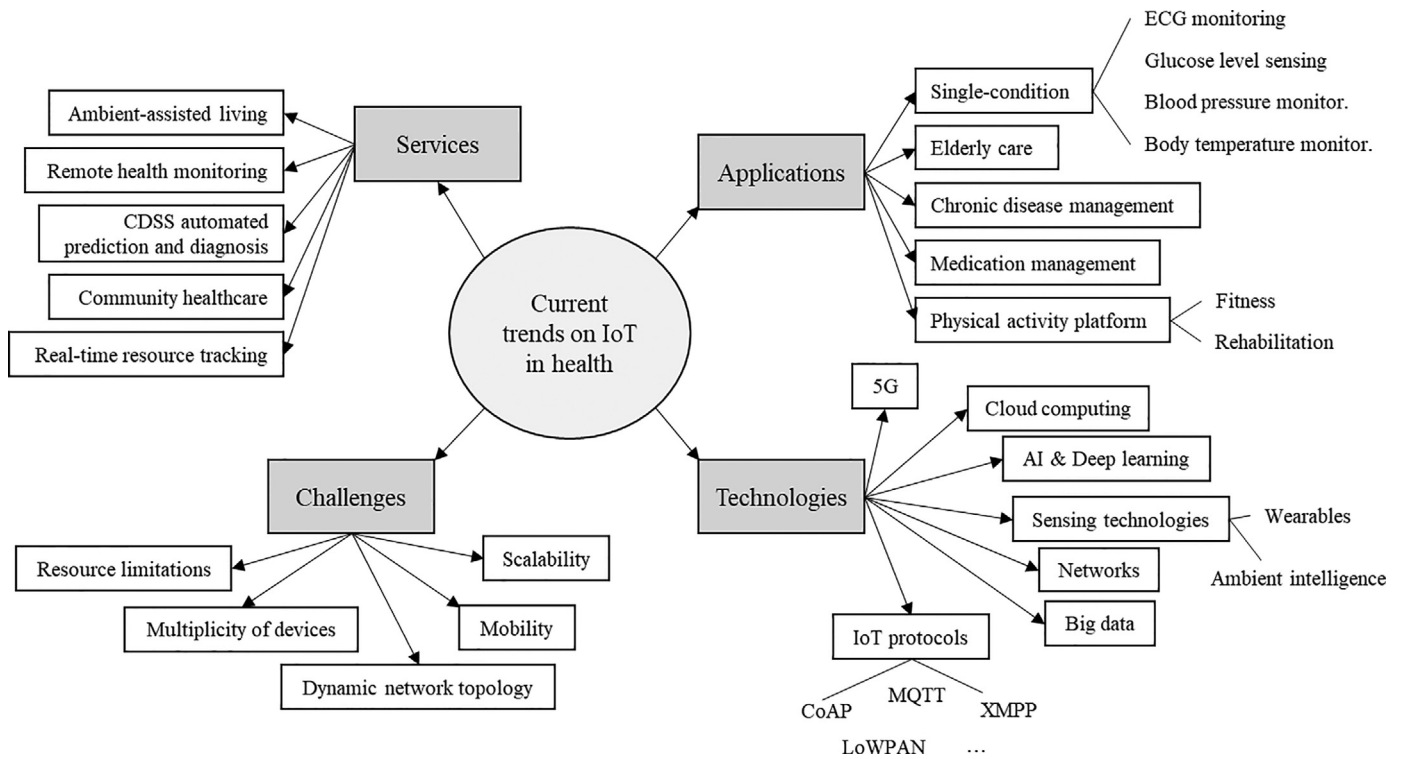 Current
trends on IoT
in health
Services
Ambient-assisted living
Remote health monitoring
CDSS automated
prediction and diagnosis
Community healthcare
Real-time resource tracking
Applications
Single-condition
ECG monitoring
Glucose level sensing
Blood pressure monitor.
Body temperature monitor.
Elderly care
Chronic disease management
Medication management
Physical activity platform
Fitness
Rehabilitation
Challenges
Resource limitations
Multiplicity of devices
Dynamic network topology
Mobility
Scalability
Technologies
5G
Cloud computing
AI & Deep learning
Sensing technologies
Wearables
Ambient intelligence
Networks
Big data
IoT protocols
CoAP
MQTT
XMPP
LoWPAN
…